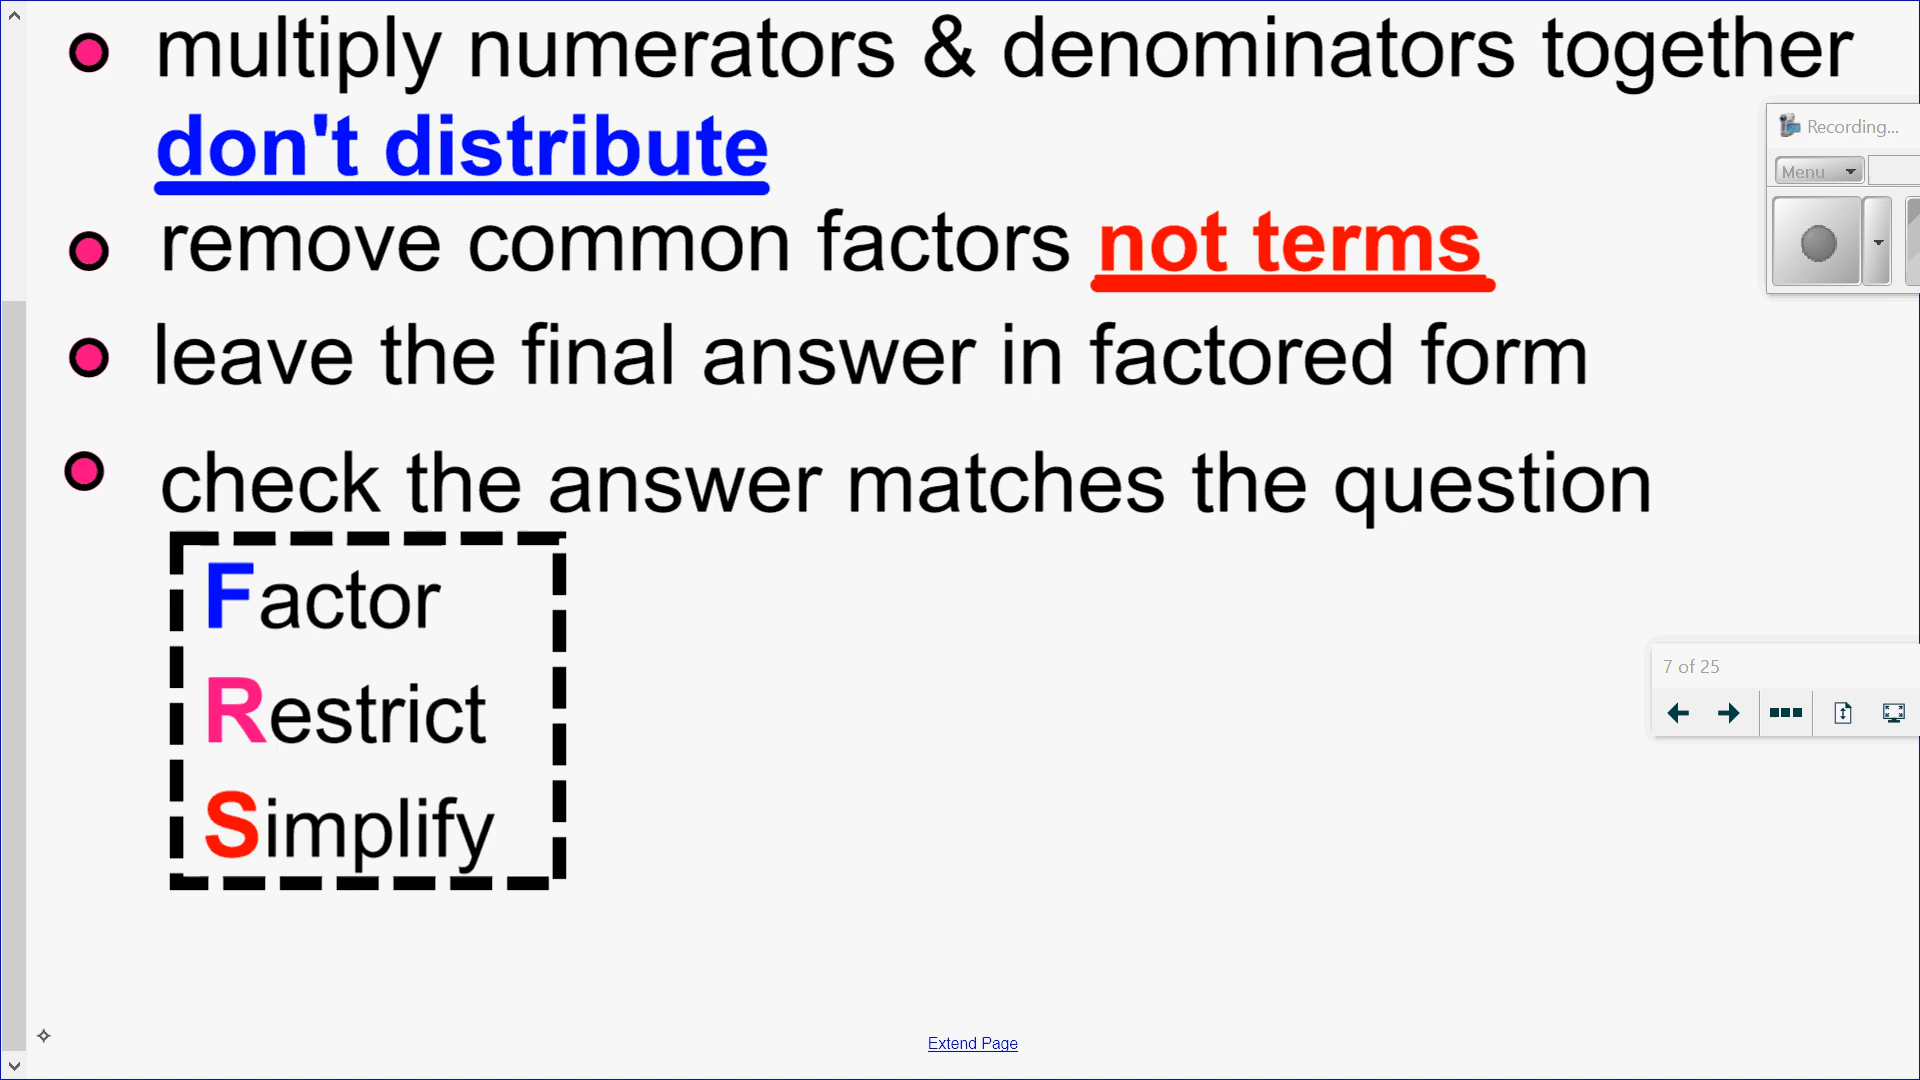 multiply numerators & denominators together
don't distribute
remove common factors not terms
leave the final answer in factored form
check the answer matches the question
Factor
Restrict
Simplify
Recording...
Menu
7 of 25
Extend Page